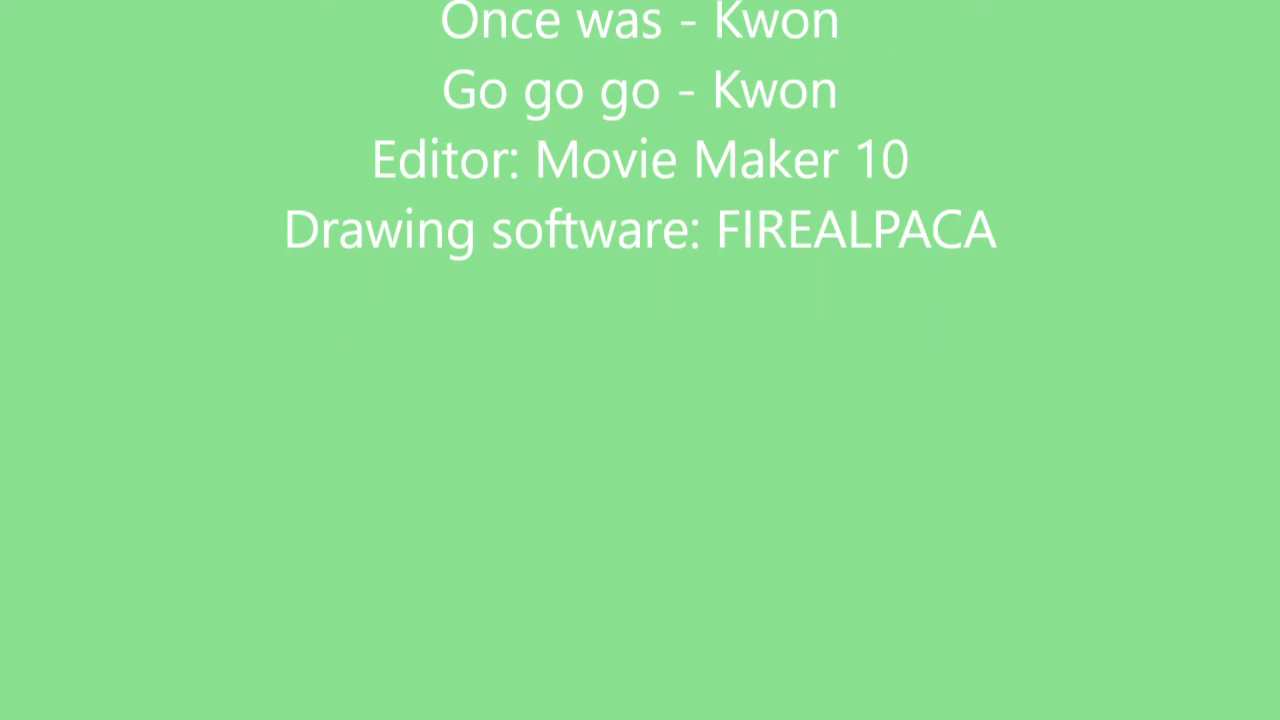 Once was - Kwon
Go go go - Kwon
Editor: Movie Maker 10
Drawing software: FIREALPACA